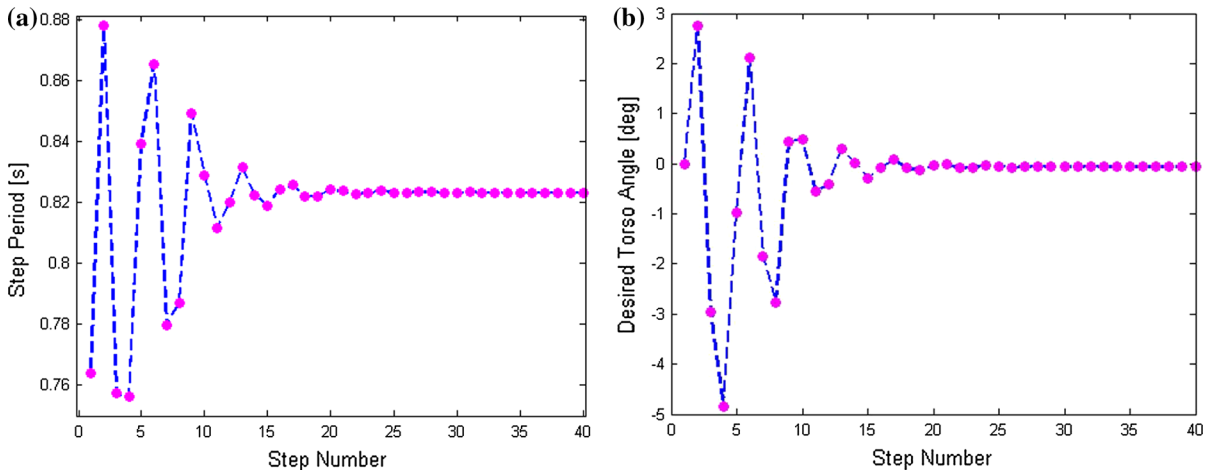 (a)
0.88
0.86
0.84
0.82
0.8
0.78
0.76
Step Period [s]
0 5 10 15 20 25 30 35 40
Step Number
(b)
3
2
1
0
-1
-2
-3
-4
-5
Desired Torso Angle [deg]
0 5 10 15 20 25 30 35 40
Step Number